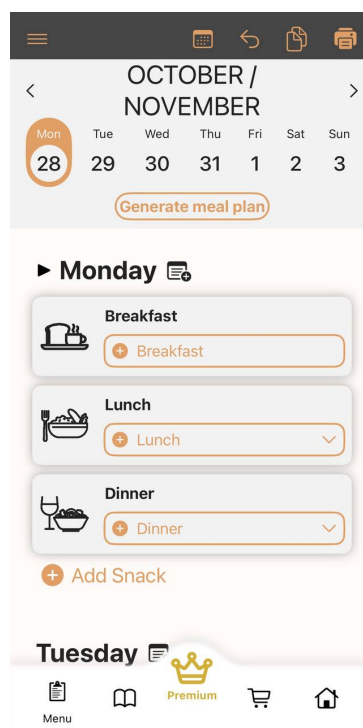 OCTOBER /
NOVEMBER
Mon Tue Wed Thu Fri Sat Sun
28 29 30 31 1 2 3
Generate meal plan
Monday
Breakfast
Breakfast
Lunch
Lunch
Dinner
Dinner
Add Snack
Tuesday
Premium
Menu